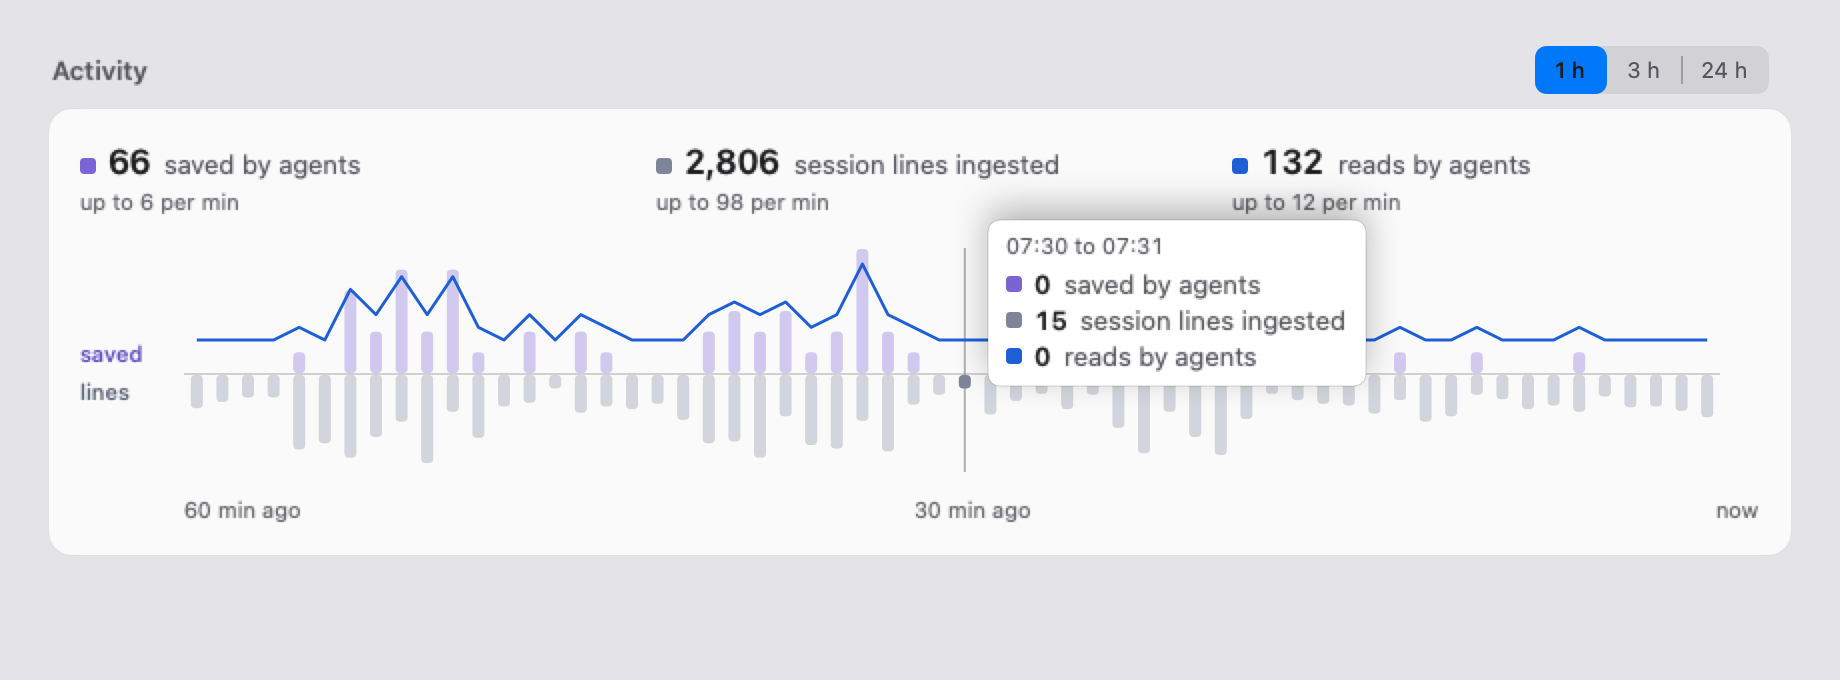 Activity
1 h
3 h
24 h
66 saved by agents
up to 6 per min
2,806 session lines ingested
up to 98 per min
132 reads by agents
up to 12 per min
07:30 to 07:31
0 saved by agents
15 session lines ingested
0 reads by agents
saved
lines
60 min ago
30 min ago
now